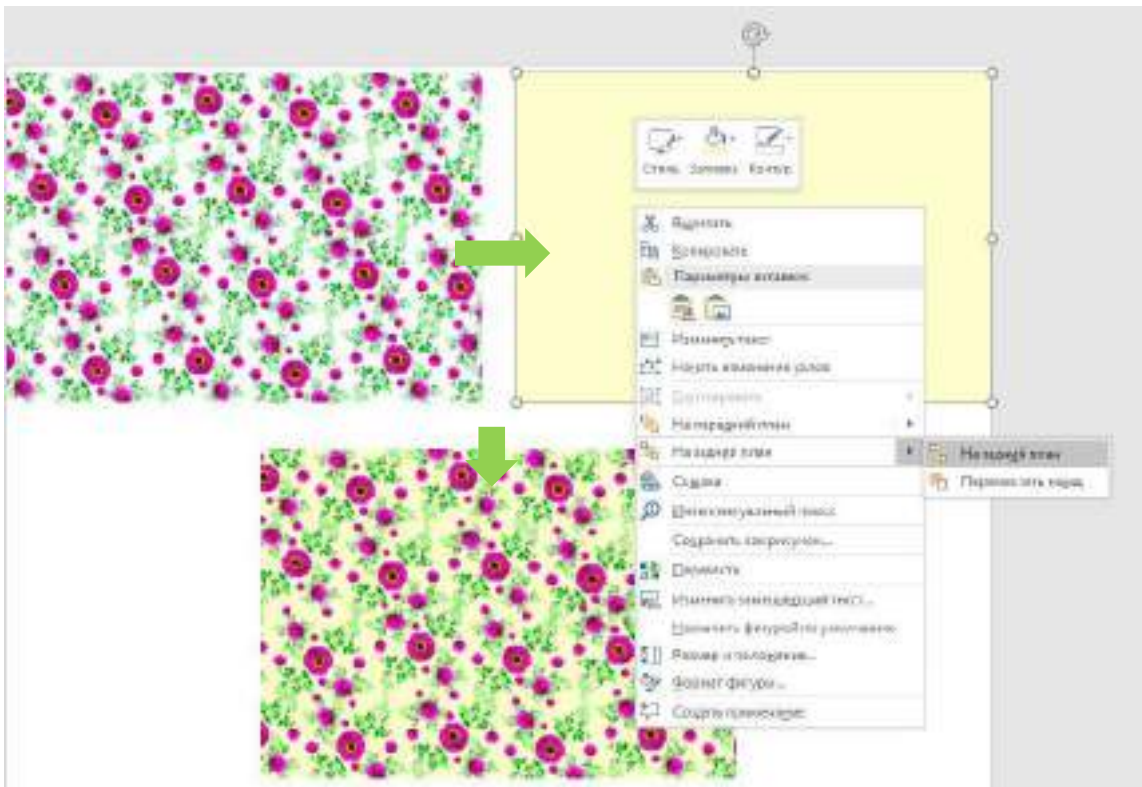 Стиль Заливка Контур
Вырезать
Копировать
Параметры вставки:
Изменить текст
Начать изменение узлов
Группировать
На передний план
На задний план
На задний план
Переместить назад
Ссылка
Интеллектуальный поиск
Сохранить как рисунок...
Изменить замещающий текст...
Назначить фигурой по умолчанию
Размер и положение...
Формат фигуры...
Создать примечание